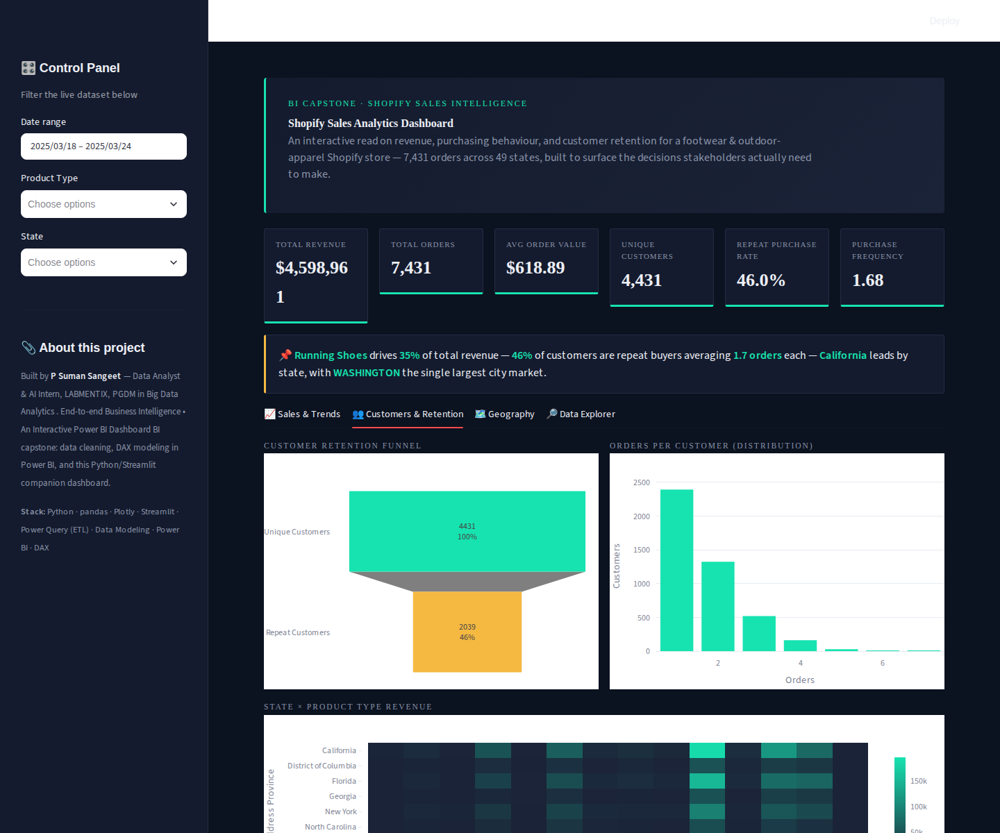 Deploy
🎛️ Control Panel
Filter the live dataset below
Date range
2025/03/18 – 2025/03/24
Product Type
Choose options
State
Choose options
📎 About this project
Built by P Suman Sangeet — Data Analyst
& AI Intern, LABMENTIX, PGDM in Big Data
Analytics . End-to-end Business Intelligence •
An Interactive Power BI Dashboard BI
capstone: data cleaning, DAX modeling in
Power BI, and this Python/Streamlit
companion dashboard.
Stack: Python · pandas · Plotly · Streamlit ·
Power Query (ETL) · Data Modeling · Power
BI · DAX
BI CAPSTONE · SHOPIFY SALES INTELLIGENCE
Shopify Sales Analytics Dashboard
An interactive read on revenue, purchasing behaviour, and customer retention for a footwear & outdoor-
apparel Shopify store — 7,431 orders across 49 states, built to surface the decisions stakeholders actually need
to make.
TOTAL REVENUE
$4,598,96
1
TOTAL ORDERS
7,431
AVG ORDER VALUE
$618.89
UNIQUE
CUSTOMERS
4,431
REPEAT PURCHASE
RATE
46.0%
PURCHASE
FREQUENCY
1.68
📌 Running Shoes drives 35% of total revenue — 46% of customers are repeat buyers averaging 1.7 orders each — California leads by
state, with WASHINGTON the single largest city market.
📈 Sales & Trends 👥 Customers & Retention 🗺️ Geography 🔎 Data Explorer
CUSTOMER RETENTION FUNNEL
Unique Customers
4431
100%
Repeat Customers
2039
46%
ORDERS PER CUSTOMER (DISTRIBUTION)
2500
2000
1500
1000
500
0
Customers
2 4 6
Orders
STATE × PRODUCT TYPE REVENUE
California
District of Columbia
Florida
Georgia
New York
North Carolina
dress Province
150k
100k
50k